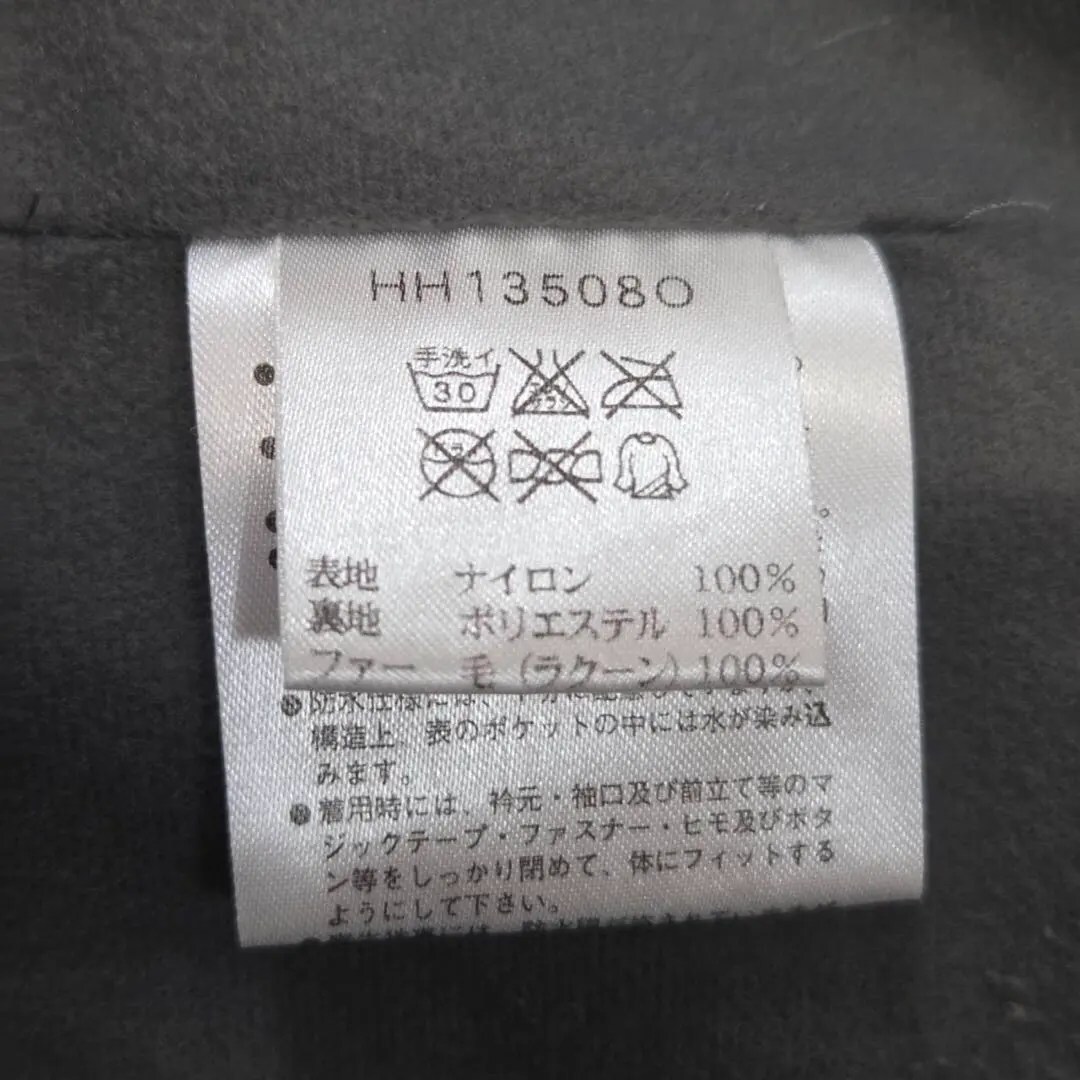 HH135080
手洗イ
30
表地 ナイロン 100%
裏地 ポリエステル 100%
ファー 毛(ラクーン)100%
構造上、表のポケットの中には水が染み込
みます。
●着用時には、衿元・袖口及び前立て等のマ
ジックテープ・ファスナー・ヒモ及びボタ
ン等をしっかり閉めて、体にフィットする
ようにして下さい。